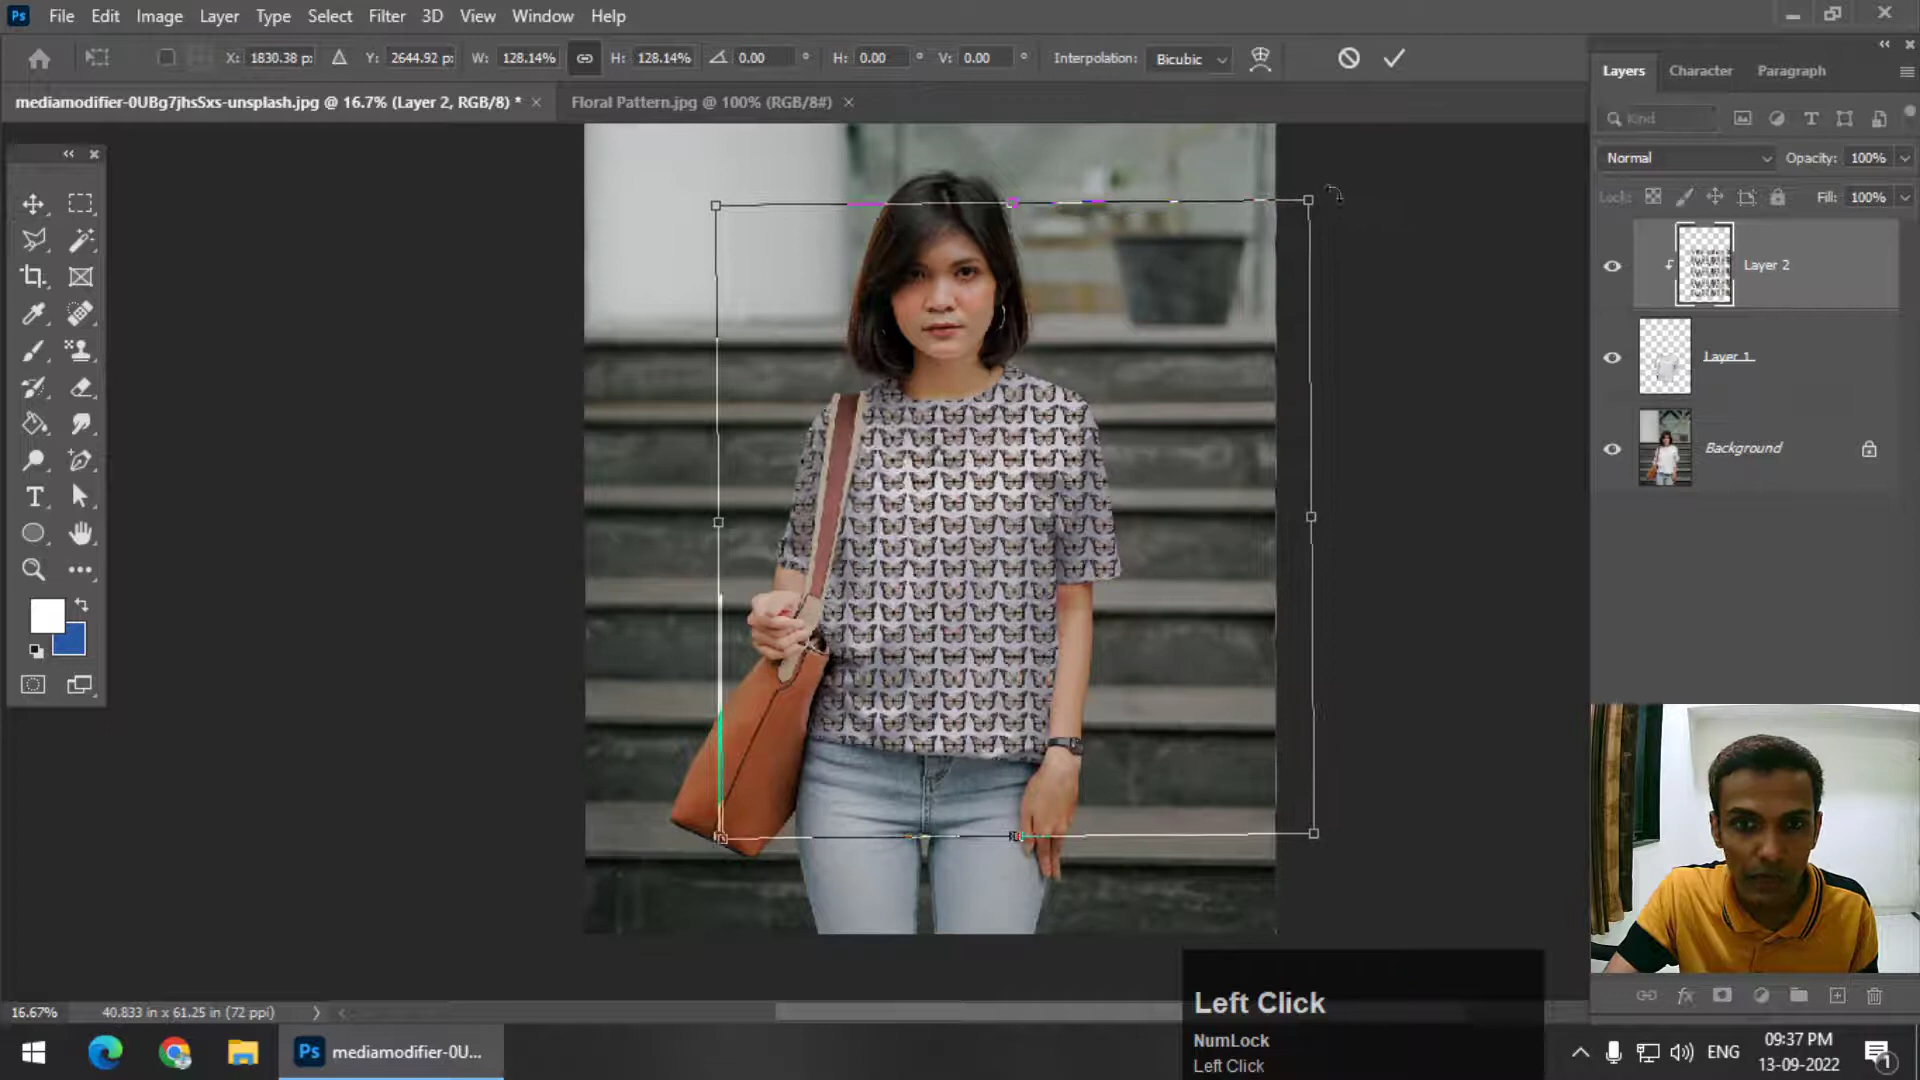 Ps File Edit Image Layer Type Select Filter 3D View Window Help
X: 1830.38 p: Y: 2644.92 p: W: 128.14% H: 128.14% 0.00 ° H: 0.00 ° V: 0.00 ° Interpolation: Bicubic
mediamodifier-0UBg7jhsSxs-unsplash.jpg @ 16.7% (Layer 2, RGB/8) * ×
Floral Pattern.jpg @ 100% (RGB/8#) ×
Layers Character Paragraph
Kind
Normal Opacity: 100%
Lock: Fill: 100%
Layer 2
Layer 1
Background
16.67% 40.833 in x 61.25 in (72 ppi)
Left Click
NumLock
Left Click
Ps mediamodifier-0U...
ENG
09:37 PM
13-09-2022
1